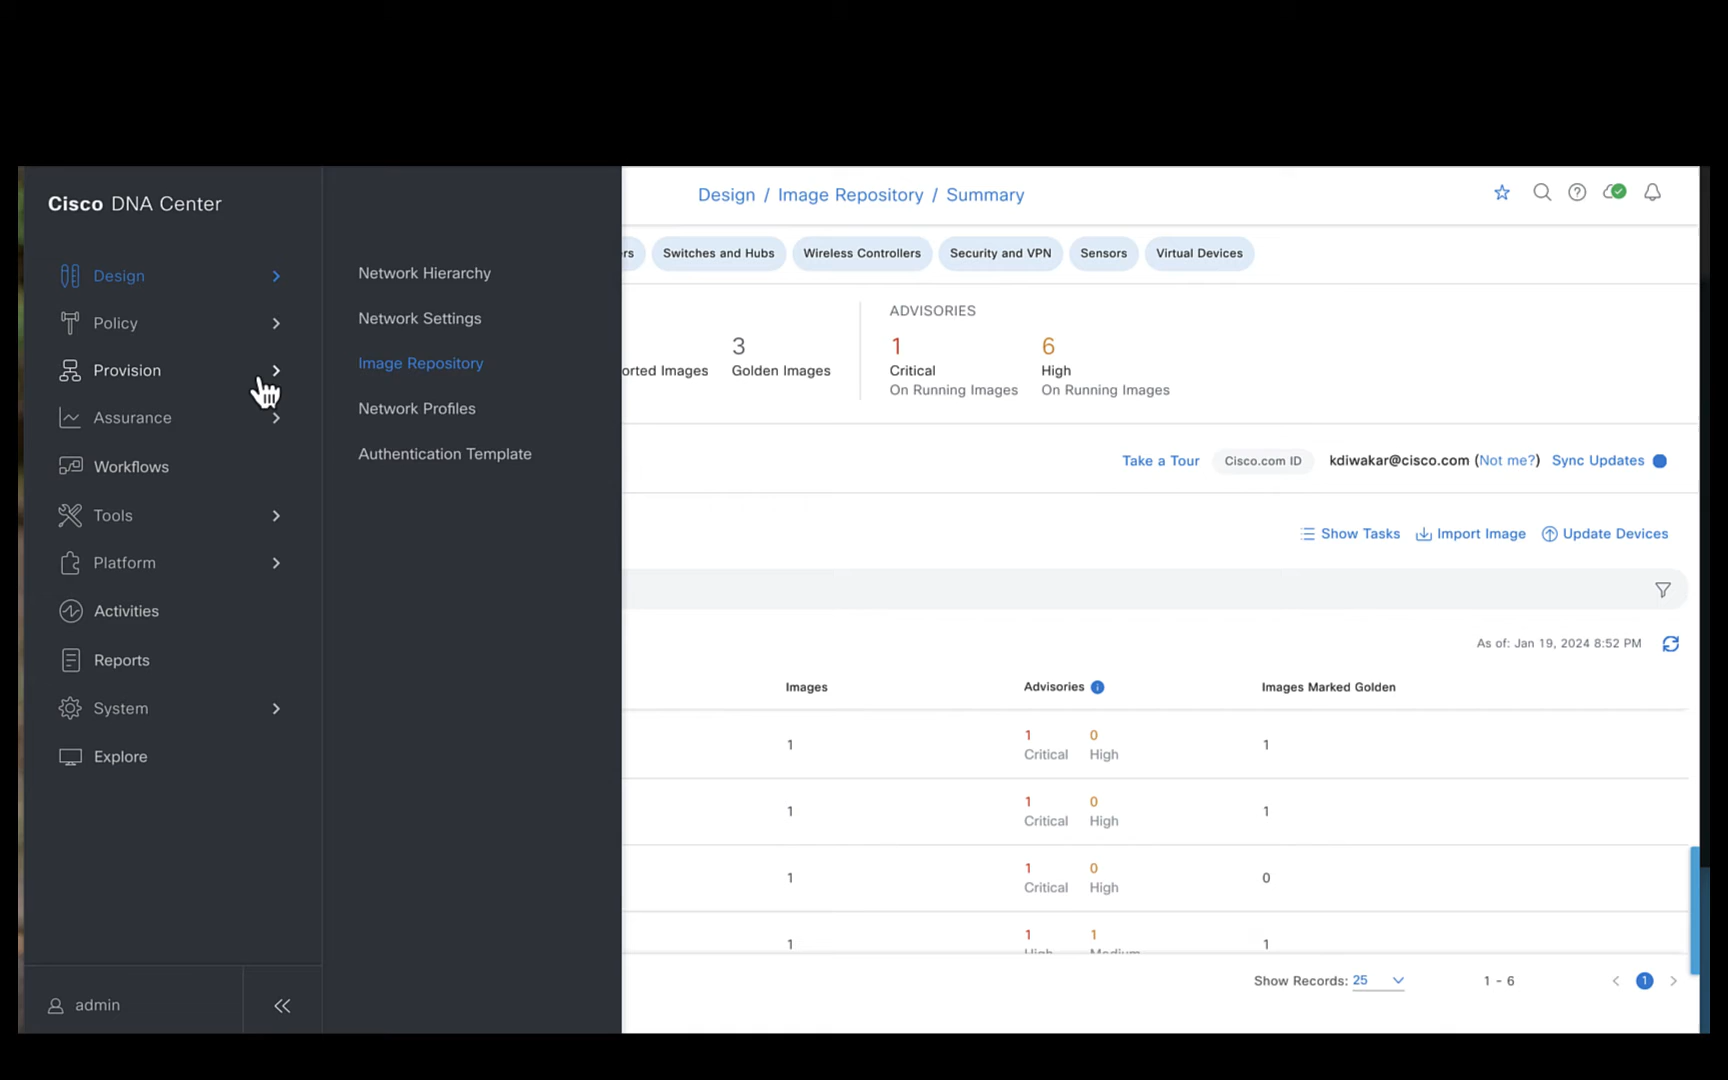 Cisco DNA Center
Design
Policy
Provision
Assurance
Workflows
Tools
Platform
Activities
Reports
System
Explore
admin
Network Hierarchy
Network Settings
Image Repository
Network Profiles
Authentication Template
Design / Image Repository / Summary
rs Switches and Hubs Wireless Controllers Security and VPN Sensors Virtual Devices
ADVISORIES
3 1 6
orted Images Golden Images Critical High
On Running Images On Running Images
Take a Tour Cisco.com ID kdiwakar@cisco.com (Not me?) Sync Updates
Show Tasks Import Image Update Devices
As of: Jan 19, 2024 8:52 PM
Images Advisories i Images Marked Golden
1 1 Critical 0 High 1
1 1 Critical 0 High 1
1 1 Critical 0 High 0
1 1 High 1 Medium 1
Show Records: 25 1 - 6 1